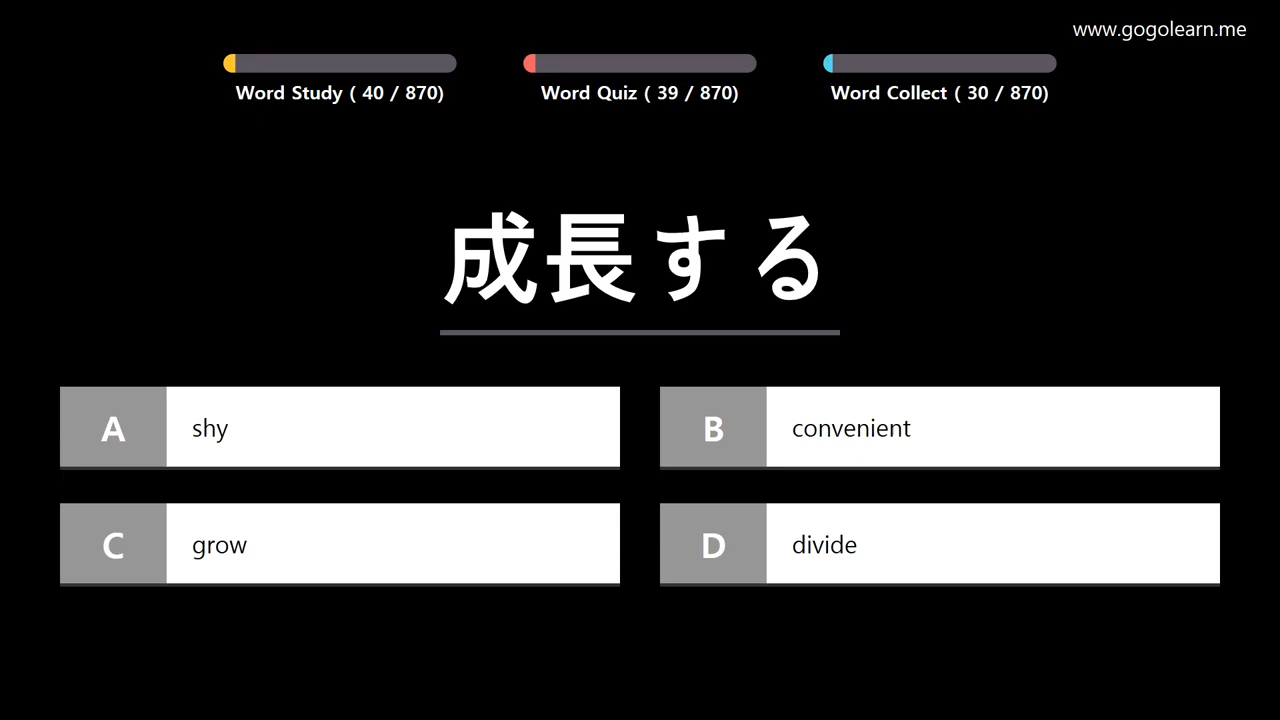 www.gogolearn.me
Word Study ( 40 / 870)
Word Quiz ( 39 / 870)
Word Collect ( 30 / 870)
成長する
A shy
B convenient
C grow
D divide